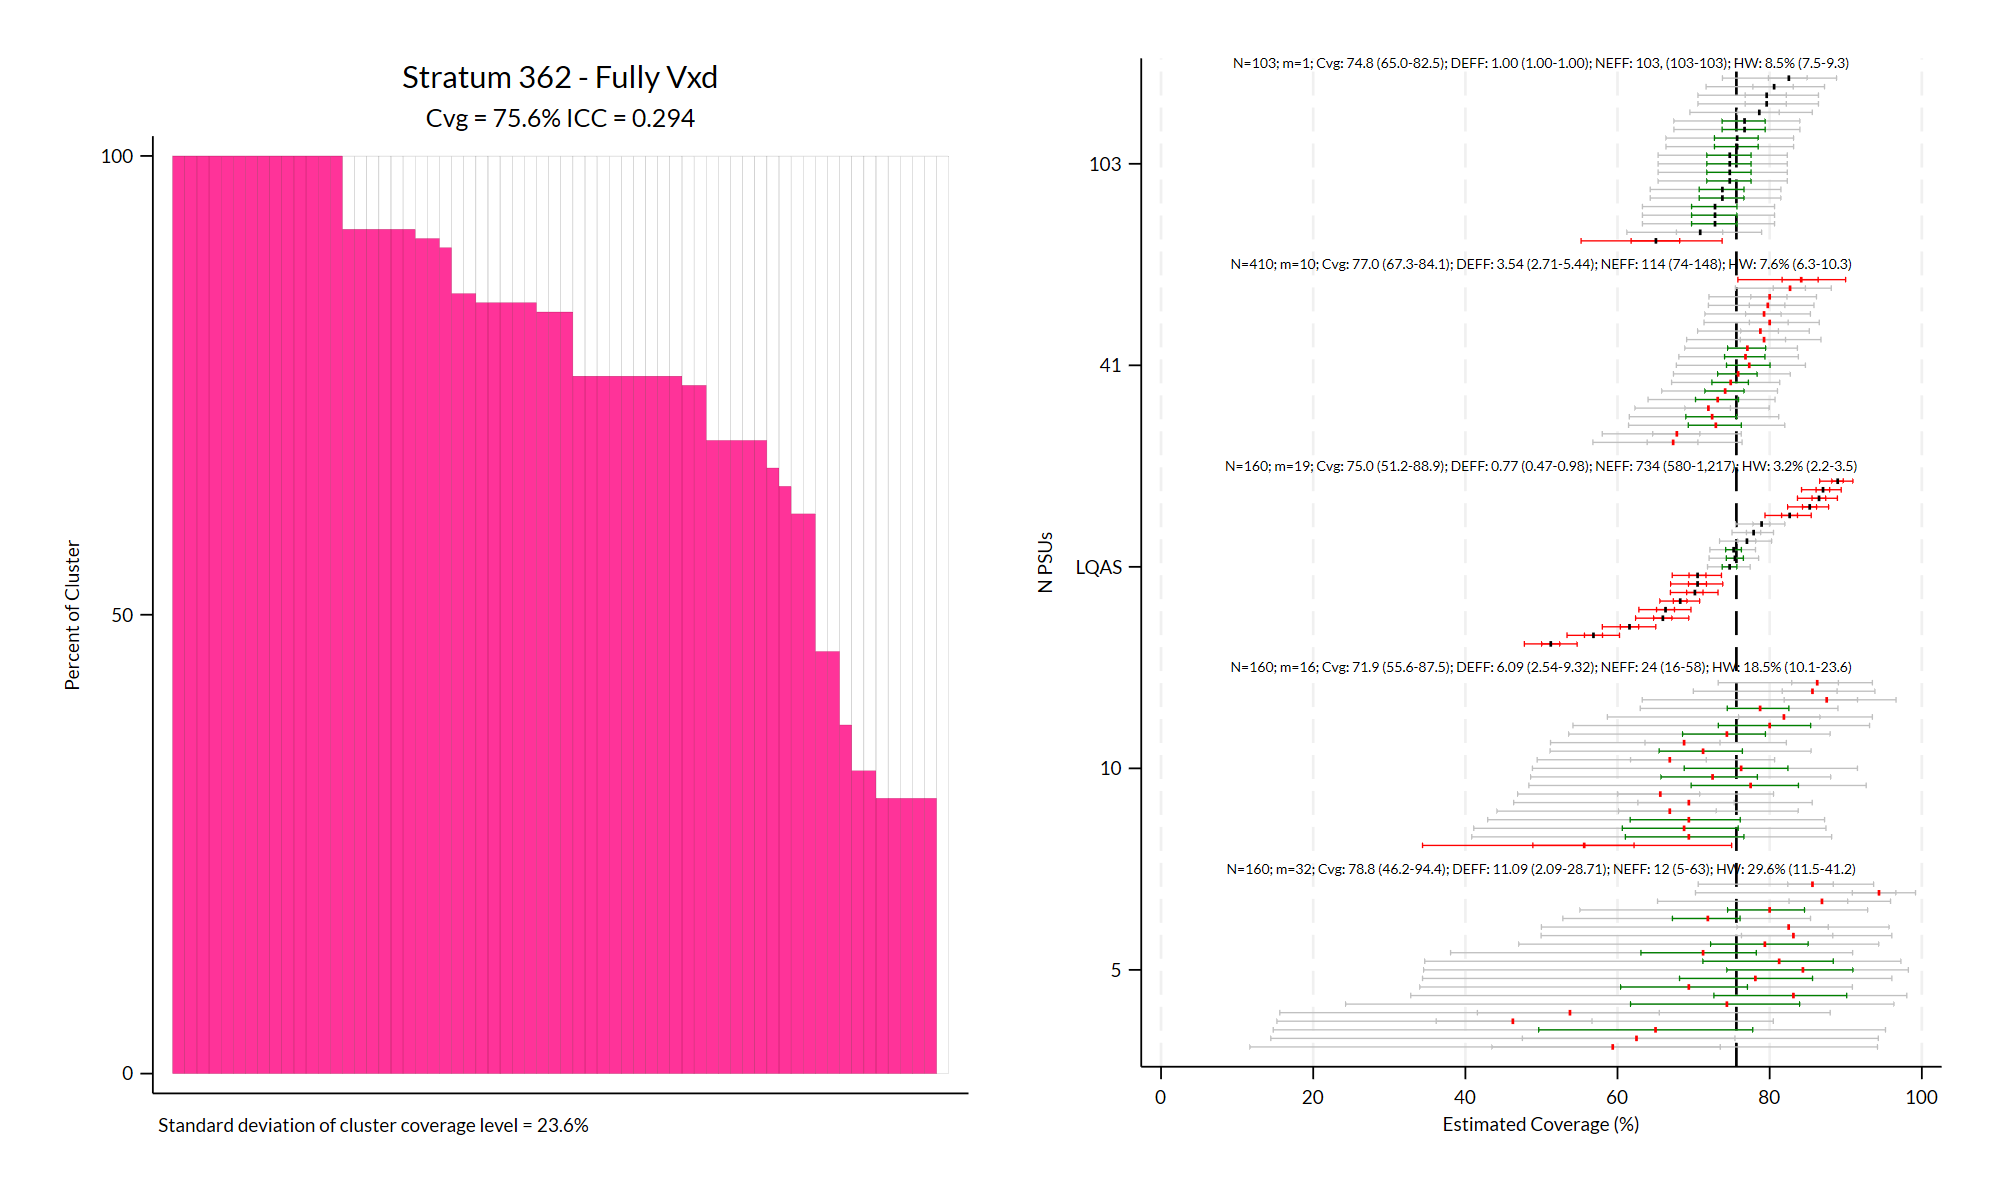 Stratum 362 - Fully Vxd
Cvg = 75.6% ICC = 0.294
100
50
0
Percent of Cluster
Standard deviation of cluster coverage level = 23.6%
N=103; m=1; Cvg: 74.8 (65.0-82.5); DEFF: 1.00 (1.00-1.00); NEFF: 103, (103-103); HW: 8.5% (7.5-9.3)
103
N=410; m=10; Cvg: 77.0 (67.3-84.1); DEFF: 3.54 (2.71-5.44); NEFF: 114 (74-148); HW: 7.6% (6.3-10.3)
41
N=160; m=19; Cvg: 75.0 (51.2-88.9); DEFF: 0.77 (0.47-0.98); NEFF: 734 (580-1,217); HW: 3.2% (2.2-3.5)
LQAS
N=160; m=16; Cvg: 71.9 (55.6-87.5); DEFF: 6.09 (2.54-9.32); NEFF: 24 (16-58); HW: 18.5% (10.1-23.6)
10
N=160; m=32; Cvg: 78.8 (46.2-94.4); DEFF: 11.09 (2.09-28.71); NEFF: 12 (5-63); HW: 29.6% (11.5-41.2)
5
N PSUs
0 20 40 60 80 100
Estimated Coverage (%)